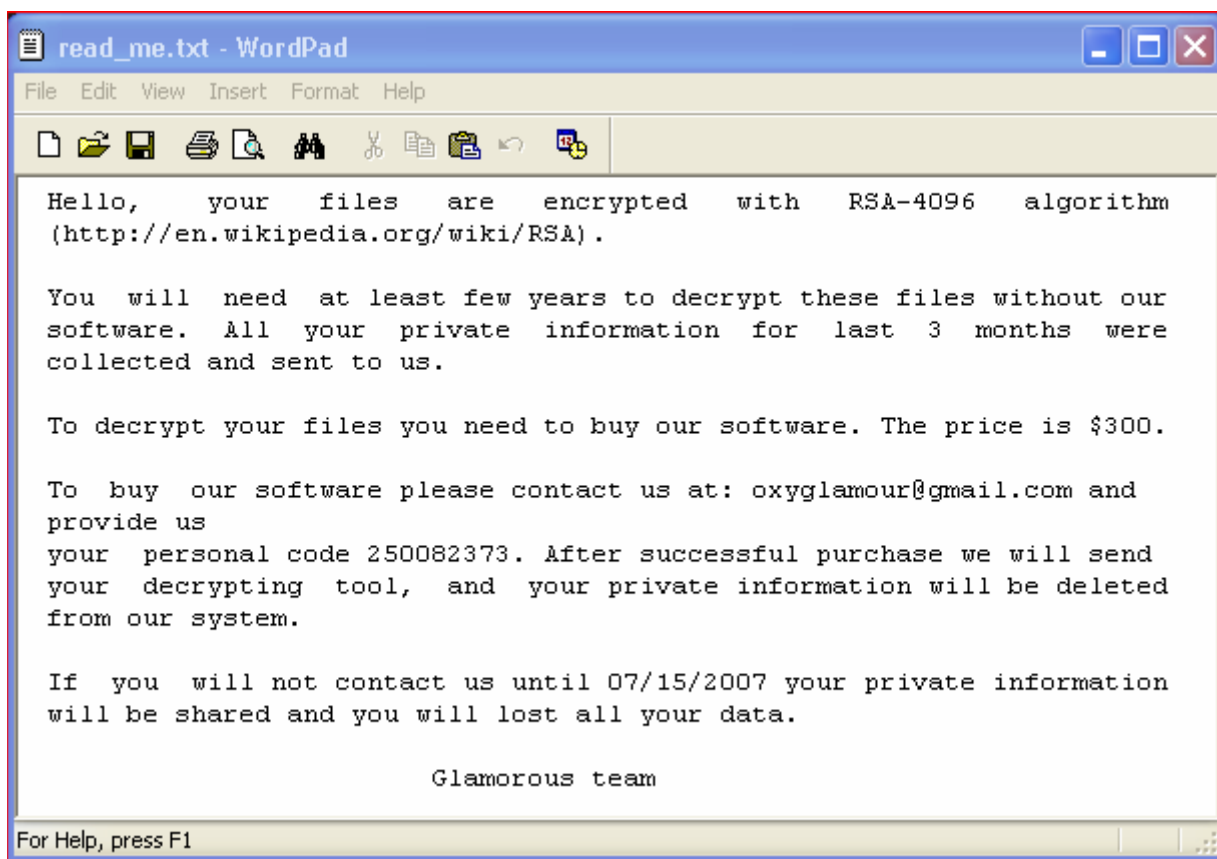 read_me.txt - WordPad
File Edit View Insert Format Help
Hello, your files are encrypted with RSA-4096 algorithm
(http://en.wikipedia.org/wiki/RSA).
You will need at least few years to decrypt these files without our
software. All your private information for last 3 months were
collected and sent to us.
To decrypt your files you need to buy our software. The price is $300.
To buy our software please contact us at: oxyglamour@gmail.com and
provide us
your personal code 250082373. After successful purchase we will send
your decrypting tool, and your private information will be deleted
from our system.
If you will not contact us until 07/15/2007 your private information
will be shared and you will lost all your data.
Glamorous team
For Help, press F1